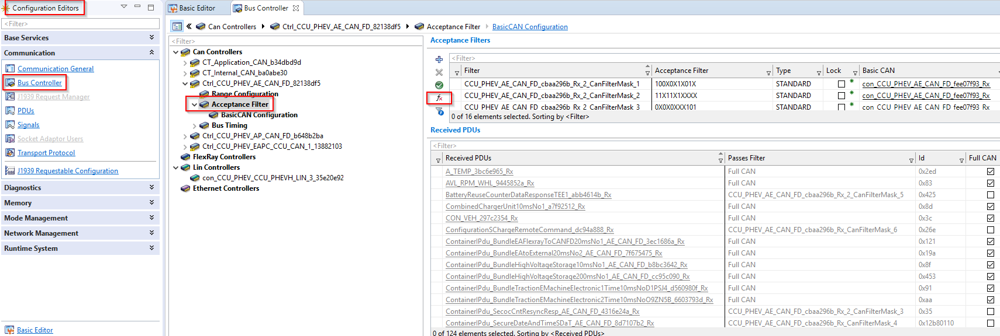 Configuration Editors
<Filter>
Base Services
Communication
Communication General
Bus Controller
J1939 Request Manager
PDUs
Signals
Socket Adaptor Users
Transport Protocol
J1939 Requestable Configuration
Diagnostics
Memory
Mode Management
Network Management
Runtime System
Basic Editor
Basic Editor Bus Controller
Can Controllers Ctrl_CCU_PHEV_AE_CAN_FD_82138df5 Acceptance Filter BasicCAN Configuration
<Filter>
Can Controllers
CT_Application_CAN_b34dbd9d
CT_Internal_CAN_ba0abe30
Ctrl_CCU_PHEV_AE_CAN_FD_82138df5
Range Configuration
Acceptance Filter
BasicCAN Configuration
Bus Timing
Ctrl_CCU_PHEV_AP_CAN_FD_b648b2ba
Ctrl_CCU_PHEV_EAPC_CCU_CAN_1_13882103
FlexRay Controllers
Lin Controllers
con_CCU_PHEV_CCU_PHEVH_LIN_3_35e20e92
Ethernet Controllers
Acceptance Filters
<Filter>
Filter Acceptance Filter Type Lock Basic CAN
CCU_PHEV_AE_CAN_FD_cbaa296b_Rx_2_CanFilterMask_1 100X0X1X01X STANDARD con_CCU_PHEV_AE_CAN_FD_fee07f93_Rx
CCU_PHEV_AE_CAN_FD_cbaa296b_Rx_2_CanFilterMask_2 11X11X1XXXX STANDARD con_CCU_PHEV_AE_CAN_FD_fee07f93_Rx
CCU_PHEV_AE_CAN_FD_cbaa296b_Rx_2_CanFilterMask_3 0X0X0XXX101 STANDARD con_CCU_PHEV_AE_CAN_FD_fee07f93_Rx
0 of 16 elements selected. Sorting by <Filter>
Received PDUs
<Filter>
Received PDUs Passes Filter Id Full CAN
A_TEMP_3bc6e965_Rx Full CAN 0x2ed
AVL_RPM_WHL_9445852a_Rx Full CAN 0x83
BatteryReuseCounterDataResponseTEE1_abb4614b_Rx CCU_PHEV_AE_CAN_FD_cbaa296b_Rx_2_CanFilterMask_5 0x425
CombinedChargerUnit10msNo1_a7f92512_Rx Full CAN 0x8d
CON_VEH_297c2354_Rx Full CAN 0x3c
ConfigurationSChargeRemoteCommand_dc94a888_Rx CCU_PHEV_AE_CAN_FD_cbaa296b_Rx_CanFilterMask_6 0x26e
ContainerIPdu_BundleEAFlexrayToCANFD20msNo1_AE_CAN_FD_3ec1686a_Rx Full CAN 0x121
ContainerIPdu_BundleEAtoExternal20msNo2_AE_CAN_FD_7f675475_Rx Full CAN 0x19a
ContainerIPdu_BundleHighVoltageStorage10msNo1_AE_CAN_FD_b8bc3642_Rx Full CAN 0x8f
ContainerIPdu_BundleHighVoltageStorage200msNo1_AE_CAN_FD_cc95c090_Rx Full CAN 0x453
ContainerIPdu_BundleTractionEMachineElectronic1Time10msNoD1PSJ4_d560980f_Rx Full CAN 0x91
ContainerIPdu_BundleTractionEMachineElectronic2Time10msNoO9ZN5B_6603793d_Rx Full CAN 0xaa
ContainerIPdu_SecocCntResyncResp_AE_CAN_FD_4316e24a_Rx CCU_PHEV_AE_CAN_FD_cbaa296b_Rx_2_CanFilterMask_3 0x35
ContainerIPdu_SecureDateAndTimeSDaT_AE_CAN_FD_8d7107b2_Rx CCU_PHEV_AE_CAN_FD_cbaa296b_Rx_CanFilterMask_4 0x12b80110
0 of 124 elements selected. Sorting by <Received PDUs>